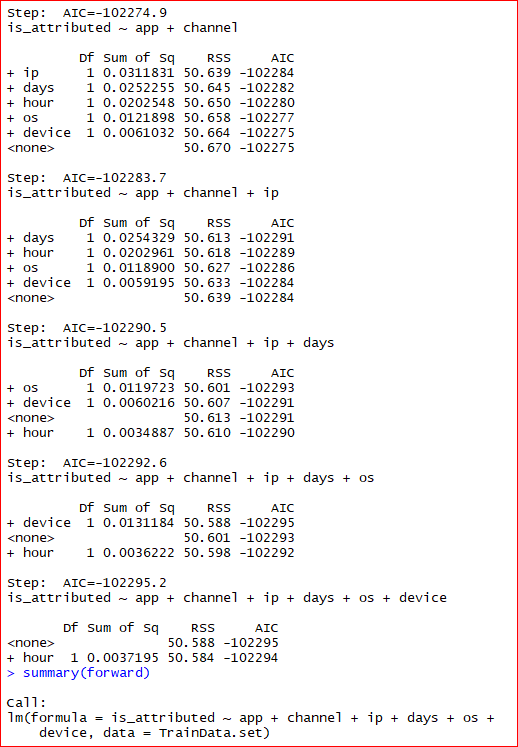 Step:  AIC=-102274.9
is_attributed ~ app + channel
         Df Sum of Sq    RSS     AIC
+ ip      1 0.0311831 50.639 -102284
+ days    1 0.0252255 50.645 -102282
+ hour    1 0.0202548 50.650 -102280
+ os      1 0.0121898 50.658 -102277
+ device  1 0.0061032 50.664 -102275
<none>                50.670 -102275
Step:  AIC=-102283.7
is_attributed ~ app + channel + ip
         Df Sum of Sq    RSS     AIC
+ days    1 0.0254329 50.613 -102291
+ hour    1 0.0202961 50.618 -102289
+ os      1 0.0118900 50.627 -102286
+ device  1 0.0059195 50.633 -102284
<none>                50.639 -102284
Step:  AIC=-102290.5
is_attributed ~ app + channel + ip + days
         Df Sum of Sq    RSS     AIC
+ os      1 0.0119723 50.601 -102293
+ device  1 0.0060216 50.607 -102291
<none>                50.613 -102291
+ hour    1 0.0034887 50.610 -102290
Step:  AIC=-102292.6
is_attributed ~ app + channel + ip + days + os
         Df Sum of Sq    RSS     AIC
+ device  1 0.0131184 50.588 -102295
<none>                50.601 -102293
+ hour    1 0.0036222 50.598 -102292
Step:  AIC=-102295.2
is_attributed ~ app + channel + ip + days + os + device
       Df Sum of Sq    RSS     AIC
<none>              50.588 -102295
+ hour  1 0.0037195 50.584 -102294
> summary(forward)
Call:
lm(formula = is_attributed ~ app + channel + ip + days + os +
    device, data = TrainData.set)